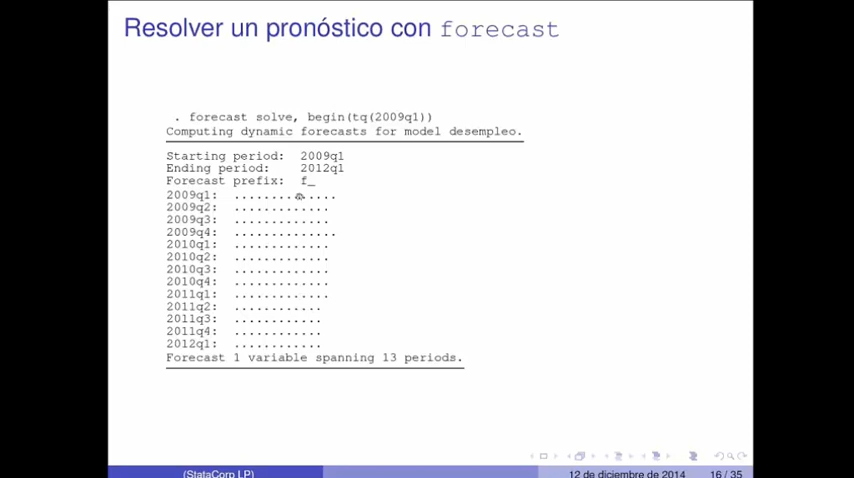 Resolver un pronóstico con forecast
. forecast solve, begin(tq(2009q1))
Computing dynamic forecasts for model desempleo.
Starting period: 2009q1
Ending period: 2012q1
Forecast prefix: f_
2009q1: ..............
2009q2: .............
2009q3: .............
2009q4: ..............
2010q1: .............
2010q2: .............
2010q3: .............
2010q4: .............
2011q1: .............
2011q2: ............
2011q3: ............
2011q4: ............
2012q1: ............
Forecast 1 variable spanning 13 periods.
(StataCorp LP) 12 de diciembre de 2014 16 / 35